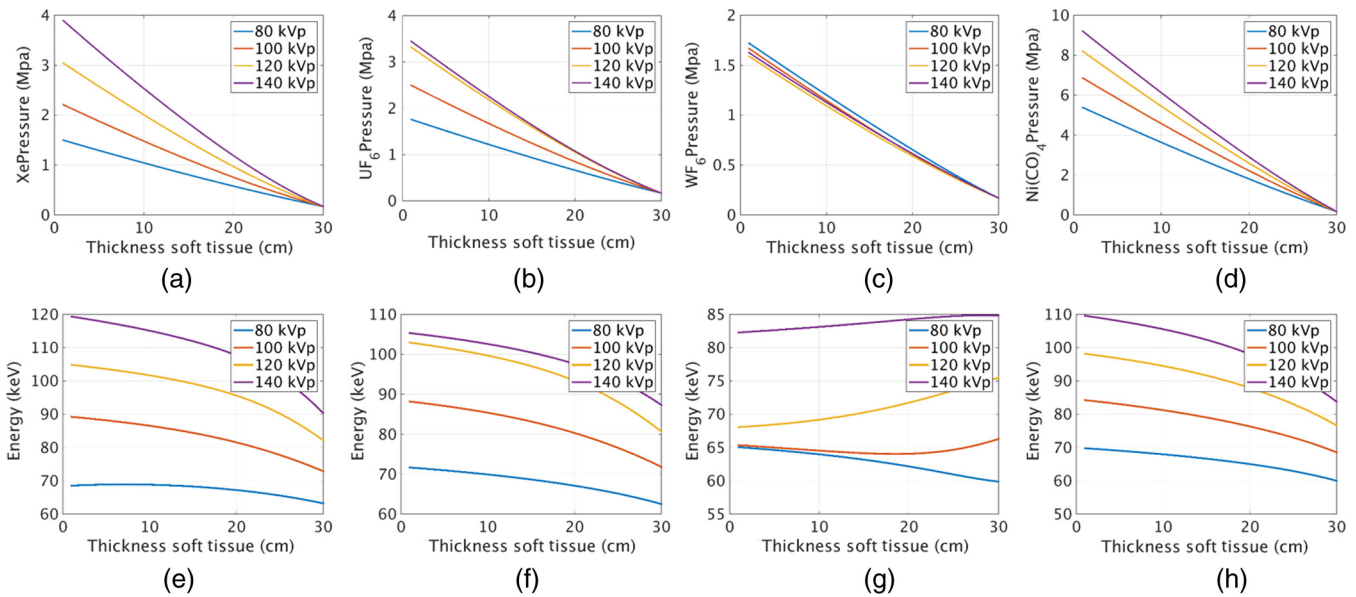 XePressure (Mpa)
4
3
2
1
0
0
10
20
30
80 kVp
100 kVp
120 kVp
140 kVp
Thickness soft tissue (cm)
(a)
UF6Pressure (Mpa)
4
3
2
1
0
0
10
20
30
80 kVp
100 kVp
120 kVp
140 kVp
Thickness soft tissue (cm)
(b)
WF6Pressure (Mpa)
2
1.5
1
0.5
0
0
10
20
30
80 kVp
100 kVp
120 kVp
140 kVp
Thickness soft tissue (cm)
(c)
Ni(CO)4Pressure (Mpa)
10
8
6
4
2
0
0
10
20
30
80 kVp
100 kVp
120 kVp
140 kVp
Thickness soft tissue (cm)
(d)
Energy (keV)
120
110
100
90
80
70
60
0
10
20
30
80 kVp
100 kVp
120 kVp
140 kVp
Thickness soft tissue (cm)
(e)
Energy (keV)
110
100
90
80
70
60
0
10
20
30
80 kVp
100 kVp
120 kVp
140 kVp
Thickness soft tissue (cm)
(f)
Energy (keV)
85
80
75
70
65
60
55
0
10
20
30
80 kVp
100 kVp
120 kVp
140 kVp
Thickness soft tissue (cm)
(g)
Energy (keV)
110
100
90
80
70
60
50
0
10
20
30
80 kVp
100 kVp
120 kVp
140 kVp
Thickness soft tissue (cm)
(h)